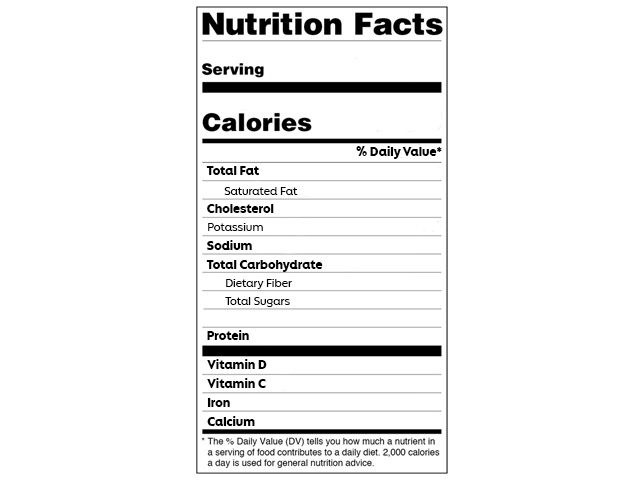 Nutrition Facts
Serving
Calories
% Daily Value*
Total Fat
Saturated Fat
Cholesterol
Potassium
Sodium
Total Carbohydrate
Dietary Fiber
Total Sugars
Protein
Vitamin D
Vitamin C
Iron
Calcium
* The % Daily Value (DV) tells you how much a nutrient in
a serving of food contributes to a daily diet. 2,000 calories
a day is used for general nutrition advice.